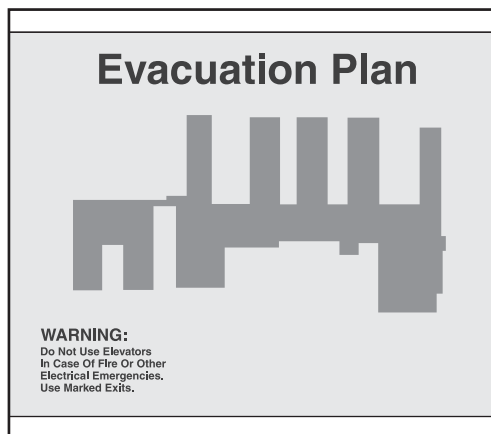 Evacuation Plan
WARNING:
Do Not Use Elevators
In Case Of Fire Or Other
Electrical Emergencies.
Use Marked Exits.